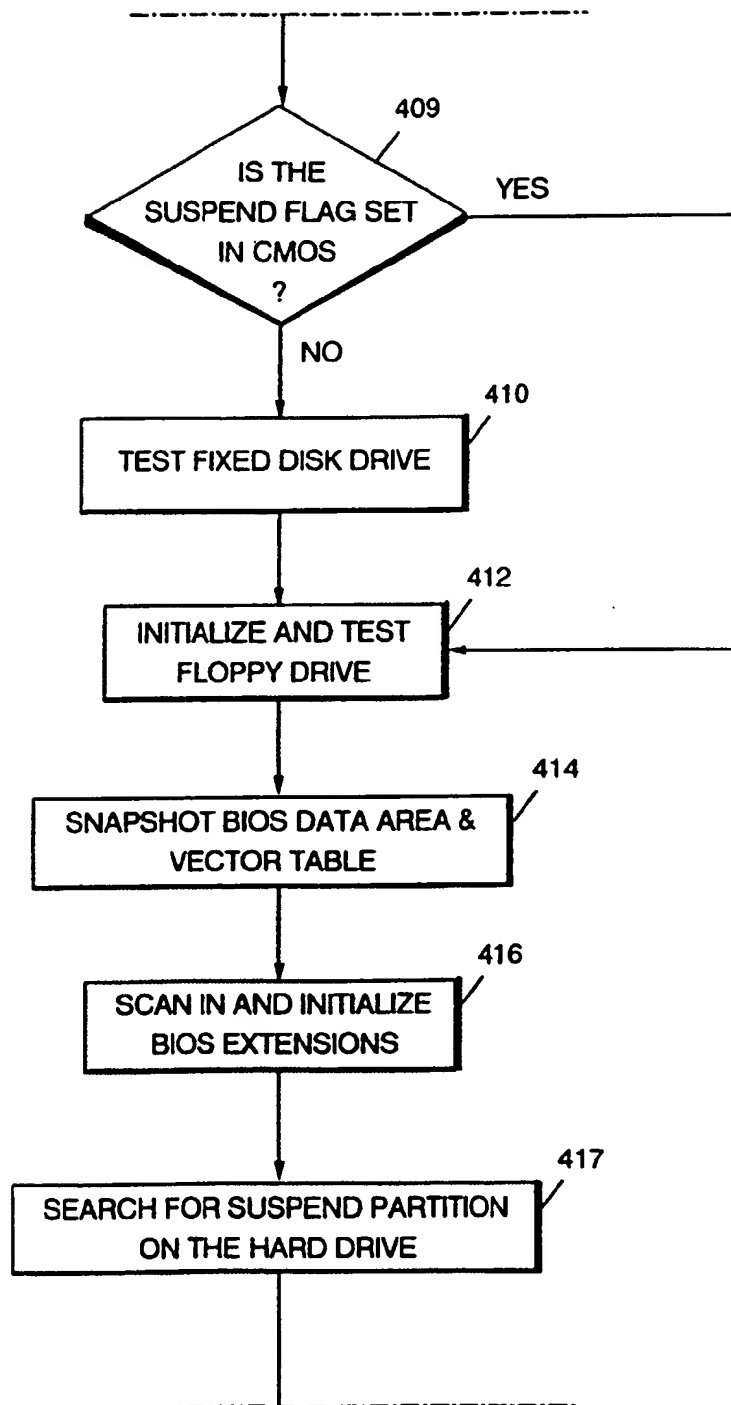 409
IS THE
SUSPEND FLAG SET
IN CMOS
?
YES
NO
410
TEST FIXED DISK DRIVE
412
INITIALIZE AND TEST
FLOPPY DRIVE
414
SNAPSHOT BIOS DATA AREA &
VECTOR TABLE
416
SCAN IN AND INITIALIZE
BIOS EXTENSIONS
417
SEARCH FOR SUSPEND PARTITION
ON THE HARD DRIVE